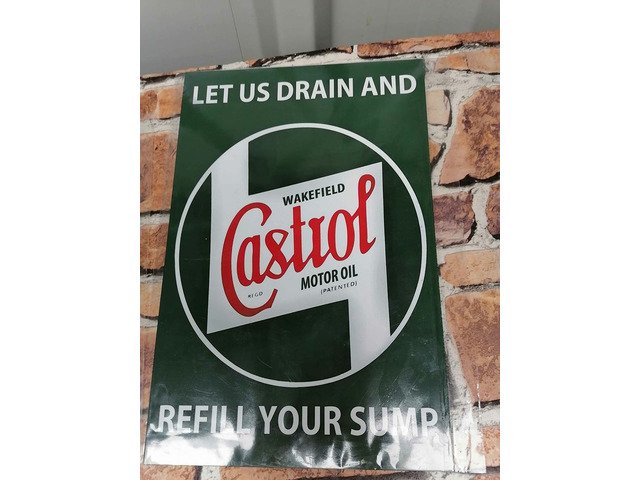 LET US DRAIN AND
WAKEFIELD
Castrol
MOTOR OIL
REGD (PATENTED)
REFILL YOUR SUMP